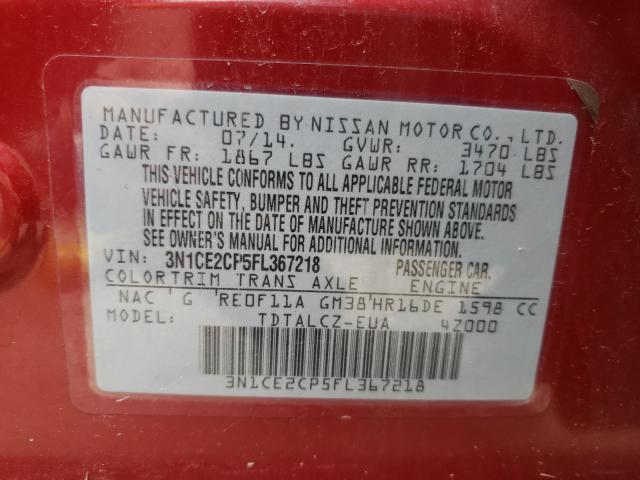 MANUFACTURED BY NISSAN MOTOR CO., LTD.
DATE: 07/14. GVWR: 3470 LBS
GAWR FR: 1867 LBS GAWR RR: 1704 LBS
THIS VEHICLE CONFORMS TO ALL APPLICABLE FEDERAL MOTOR
VEHICLE SAFETY, BUMPER AND THEFT PREVENTION STANDARDS
IN EFFECT ON THE DATE OF MANUFACTURE SHOWN ABOVE.
SEE OWNER'S MANUAL FOR ADDITIONAL INFORMATION.
VIN: 3N1CE2CP5FL367218 PASSENGER CAR.
COLOR TRIM TRANS AXLE ENGINE
NAC ' G ' RE0F11A GM38 ' HR16DE 1598 CC
MODEL: TDTALCZ-EUA 4Z000
3N1CE2CP5FL367218